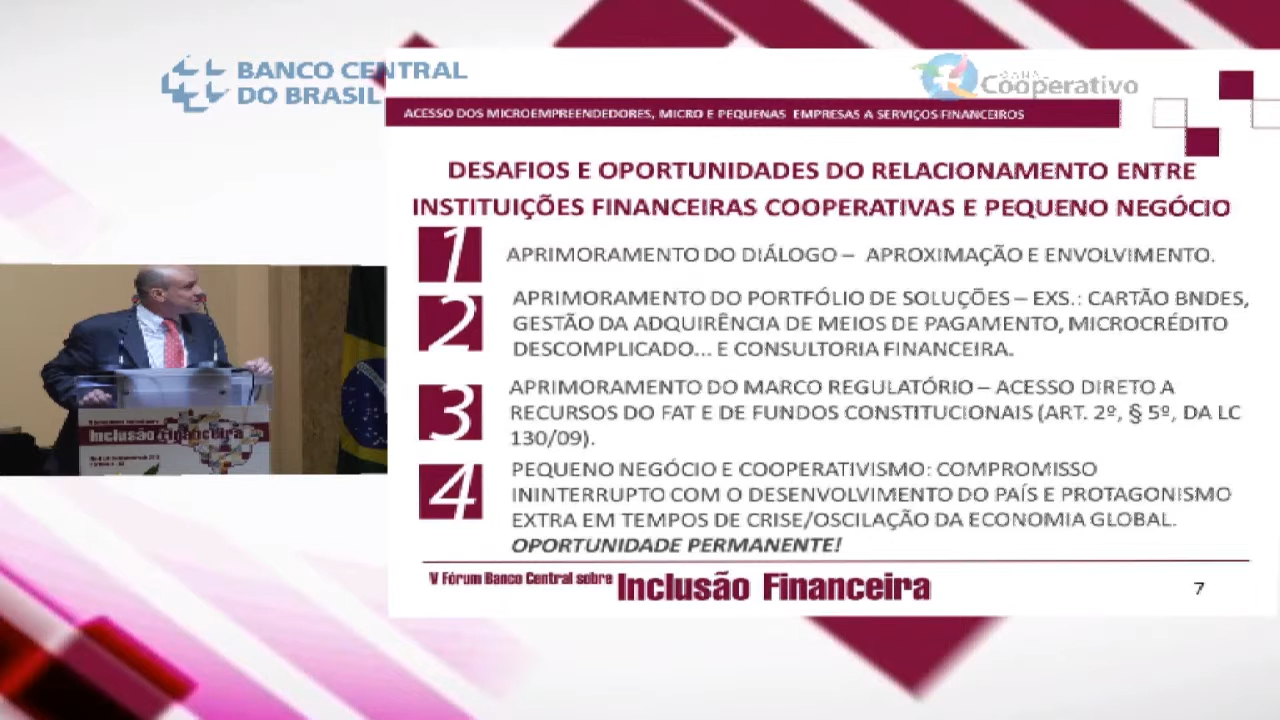 BANCO CENTRAL
DO BRASIL
Cooperativo
ACESSO DOS MICROEMPREENDEDORES, MICRO E PEQUENAS EMPRESAS A SERVIÇOS FINANCEIROS
DESAFIOS E OPORTUNIDADES DO RELACIONAMENTO ENTRE
INSTITUIÇÕES FINANCEIRAS COOPERATIVAS E PEQUENO NEGÓCIO
1 APRIMORAMENTO DO DIÁLOGO – APROXIMAÇÃO E ENVOLVIMENTO.
2 APRIMORAMENTO DO PORTFÓLIO DE SOLUÇÕES – EXS.: CARTÃO BNDES,
GESTÃO DA ADQUIRÊNCIA DE MEIOS DE PAGAMENTO, MICROCRÉDITO
DESCOMPLICADO... E CONSULTORIA FINANCEIRA.
3 APRIMORAMENTO DO MARCO REGULATÓRIO – ACESSO DIRETO A
RECURSOS DO FAT E DE FUNDOS CONSTITUCIONAIS (ART. 2º, § 5º, DA LC
130/09).
4 PEQUENO NEGÓCIO E COOPERATIVISMO: COMPROMISSO
ININTERRUPTO COM O DESENVOLVIMENTO DO PAÍS E PROTAGONISMO
EXTRA EM TEMPOS DE CRISE/OSCILAÇÃO DA ECONOMIA GLOBAL.
OPORTUNIDADE PERMANENTE!
V Fórum Banco Central sobre Inclusão Financeira
7
Inclusão Financeira